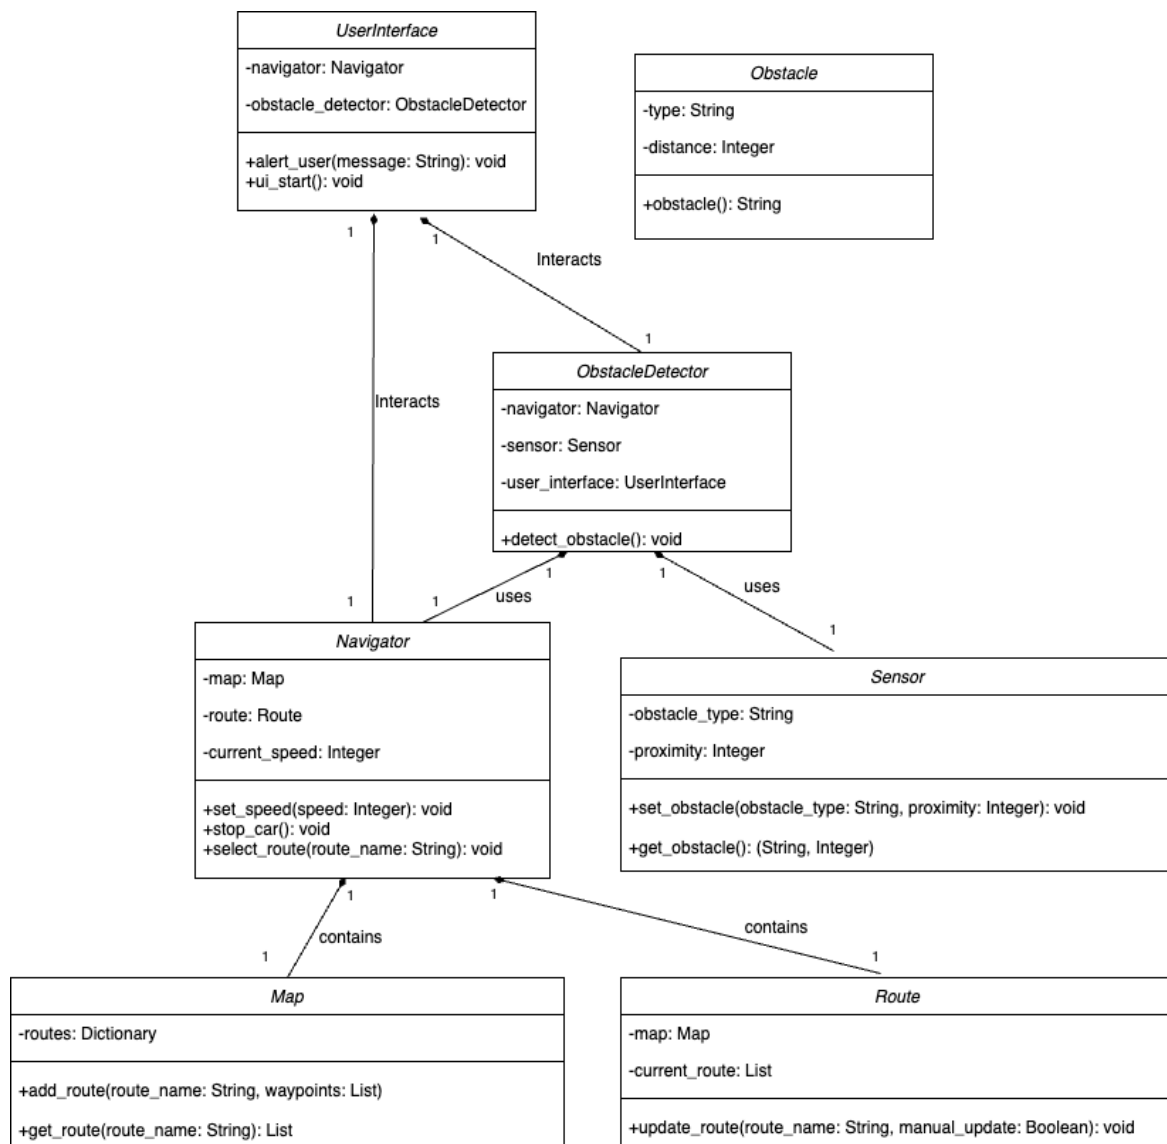 UserInterface
-navigator: Navigator
-obstacle_detector: ObstacleDetector
+alert_user(message: String): void
+ui_start(): void
Obstacle
-type: String
-distance: Integer
+obstacle(): String
1
1
Interacts
1
ObstacleDetector
-navigator: Navigator
-sensor: Sensor
-user_interface: UserInterface
+detect_obstacle(): void
Interacts
1
1
uses
1
1
uses
1
Navigator
-map: Map
-route: Route
-current_speed: Integer
+set_speed(speed: Integer): void
+stop_car(): void
+select_route(route_name: String): void
Sensor
-obstacle_type: String
-proximity: Integer
+set_obstacle(obstacle_type: String, proximity: Integer): void
+get_obstacle(): (String, Integer)
1
contains
1
1
contains
1
Map
-routes: Dictionary
+add_route(route_name: String, waypoints: List)
+get_route(route_name: String): List
Route
-map: Map
-current_route: List
+update_route(route_name: String, manual_update: Boolean): void